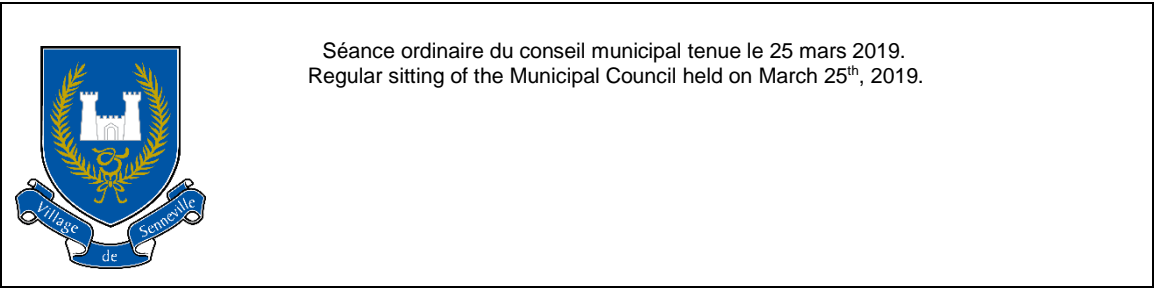 Séance ordinaire du conseil municipal tenue le 25 mars 2019.
Regular sitting of the Municipal Council held on March 25th, 2019.
Village de Senneville